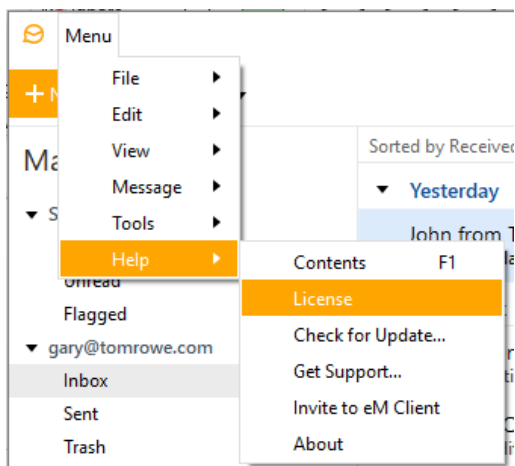 Menu
File
Edit
View
Message
Tools
Help
Contents F1
License
Check for Update...
Get Support...
Invite to eM Client
About
Sorted by Received
Yesterday
John from
Unread
Flagged
gary@tomrowe.com
Inbox
Sent
Trash